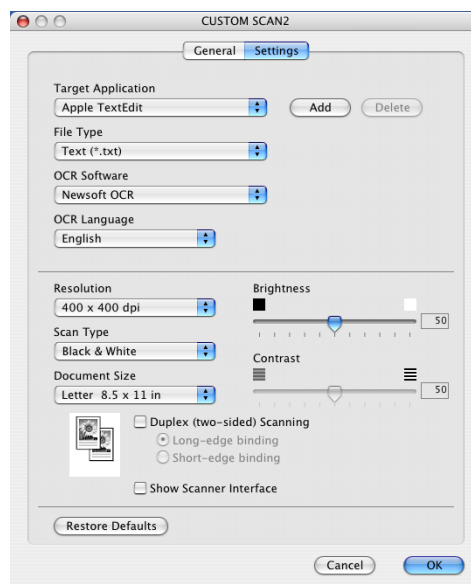 CUSTOM SCAN2
General Settings
Target Application
Apple TextEdit Add Delete
File Type
Text (*.txt)
OCR Software
Newsoft OCR
OCR Language
English
Resolution
400 x 400 dpi
Scan Type
Black & White
Document Size
Letter 8.5 x 11 in
Brightness
50
Contrast
50
Duplex (two-sided) Scanning
Long-edge binding
Short-edge binding
Show Scanner Interface
Restore Defaults
Cancel OK